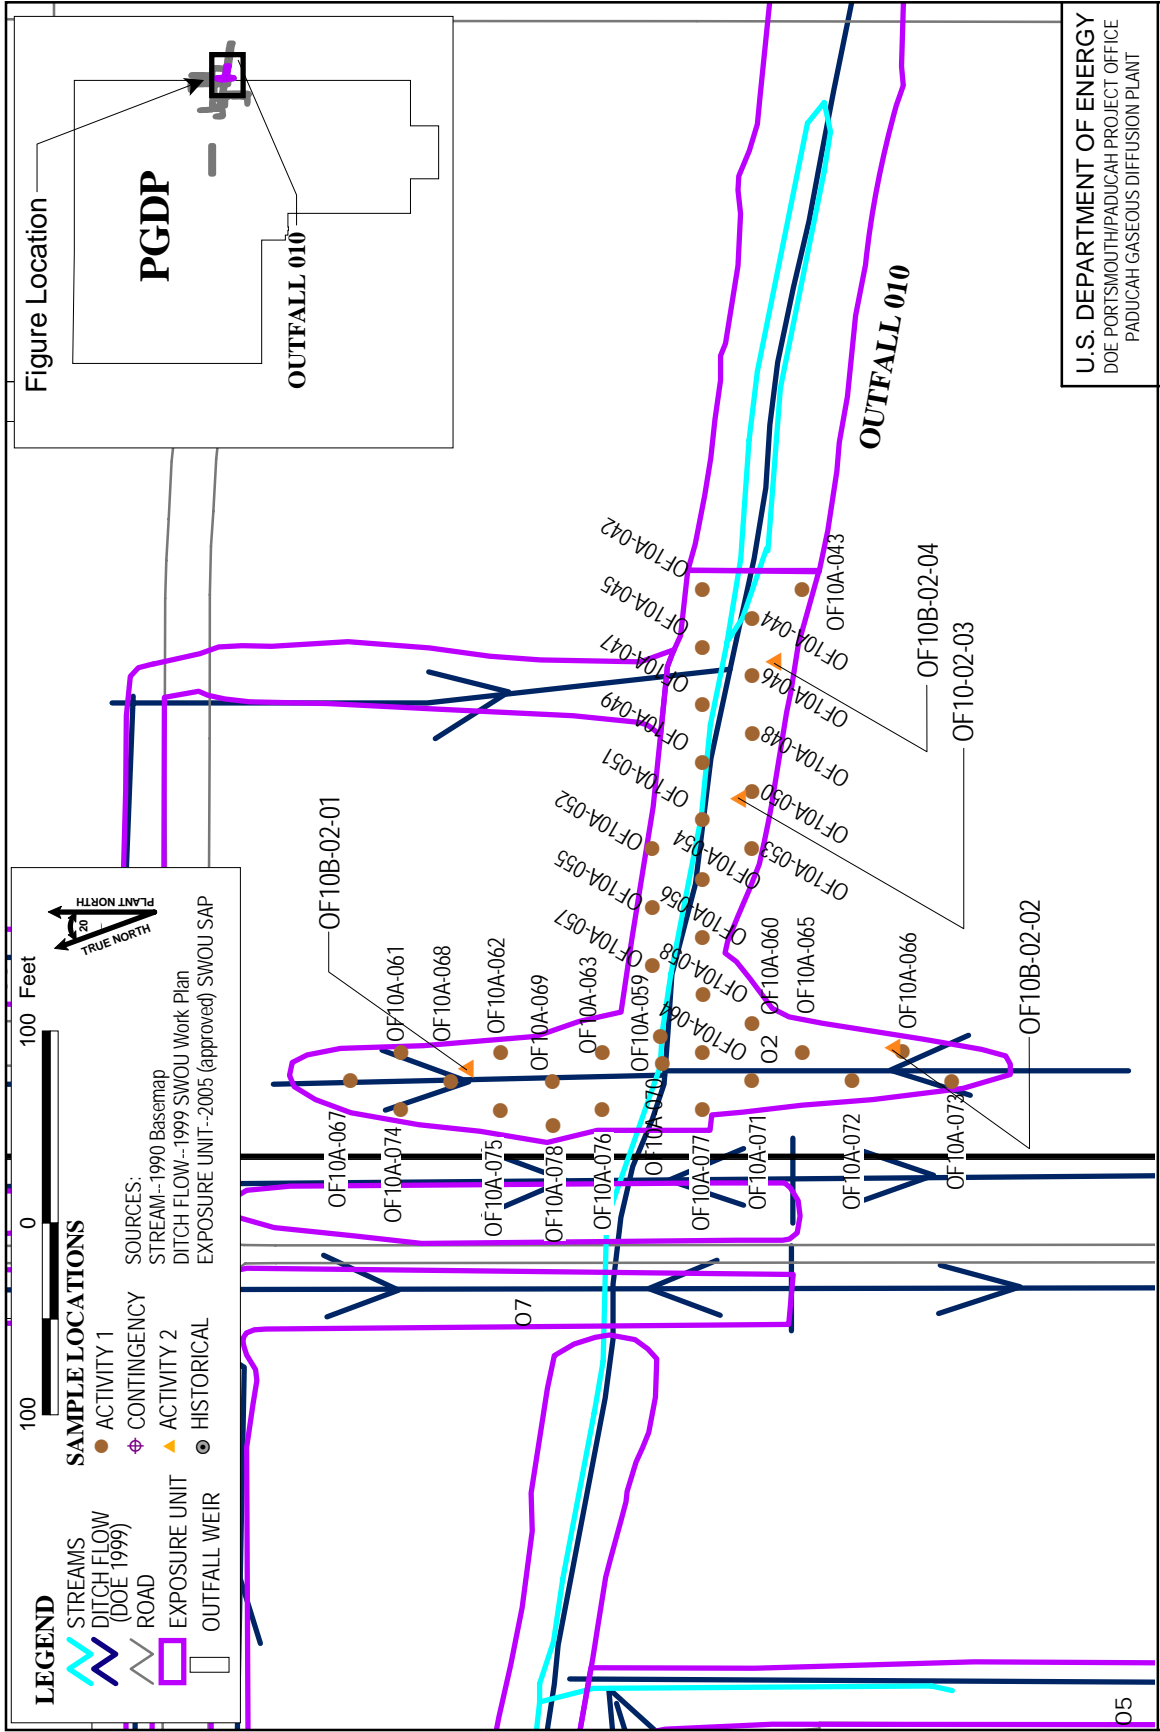 LEGEND
STREAMS
DITCH FLOW
(DOE 1999)
ROAD
EXPOSURE UNIT
OUTFALL WEIR
100 0 100 Feet
SAMPLE LOCATIONS
ACTIVITY 1
CONTINGENCY
ACTIVITY 2
HISTORICAL
SOURCES:
STREAM--1990 Basemap
DITCH FLOW--1999 SWOU Work Plan
EXPOSURE UNIT--2005 (approved) SWOU SAP
20
TRUE NORTH
PLANT NORTH
Figure Location
PGDP
OUTFALL 010
OF10B-02-01
OF10A-067
OF10A-074
OF10A-075
OF10A-078
OF10A-076
OF10A-070
OF10A-077
OF10A-071
OF10A-072
OF10A-073
OF10A-061
OF10A-068
OF10A-062
OF10A-069
OF10A-063
OF10A-059
OF10A-064
O2
OF10A-060
OF10A-065
OF10A-066
OF10B-02-02
OF10A-057
OF10A-055
OF10A-052
OF10A-058
OF10A-056
OF10A-054
OF10A-053
OF10A-051
OF10A-050
OF10A-049
OF10A-048
OF10A-047
OF10A-046
OF10A-045
OF10A-044
OF10A-042
OF10A-043
OF10B-02-04
OF10-02-03
OUTFALL 010
O7
O5
U.S. DEPARTMENT OF ENERGY
DOE PORTSMOUTH/PADUCAH PROJECT OFFICE
PADUCAH GASEOUS DIFFUSION PLANT